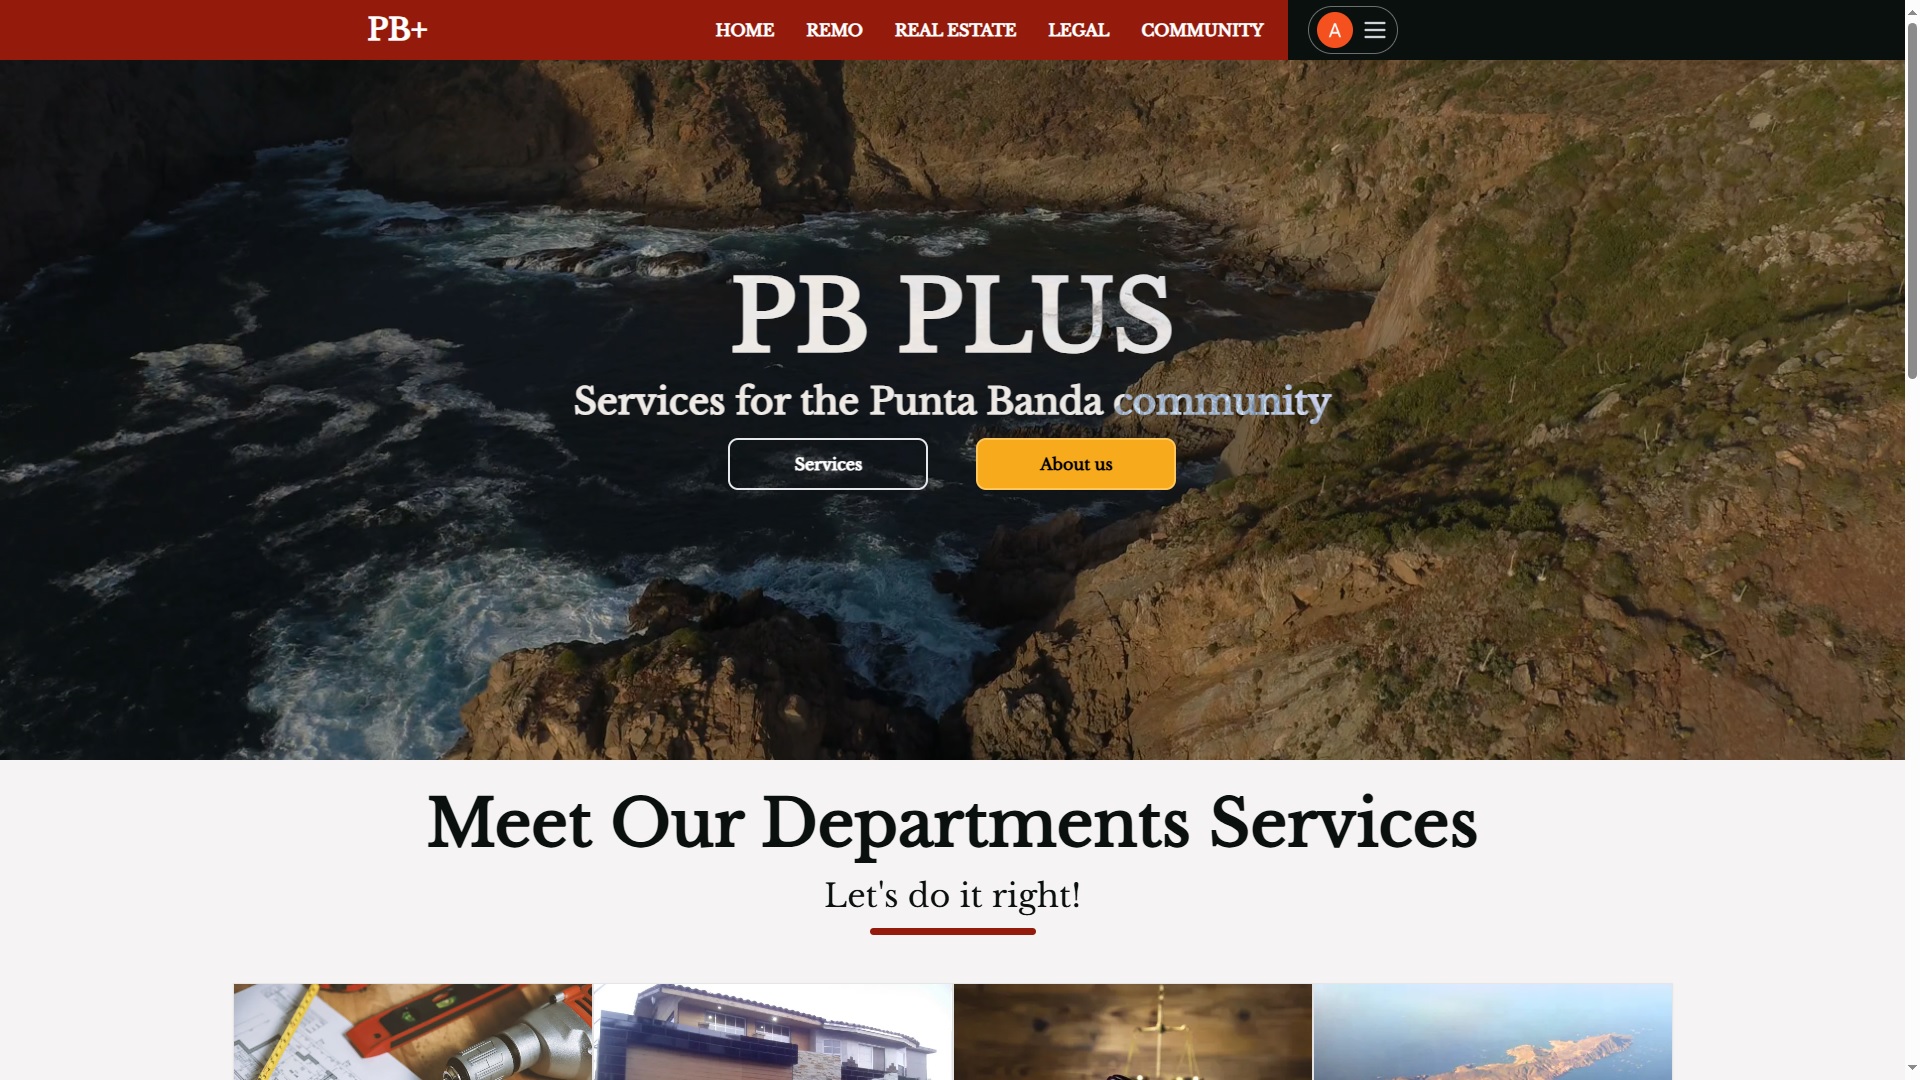 PB+
HOME REMO REAL ESTATE LEGAL COMMUNITY
A
PB PLUS
Services for the Punta Banda community
Services
About us
Meet Our Departments Services
Let's do it right!